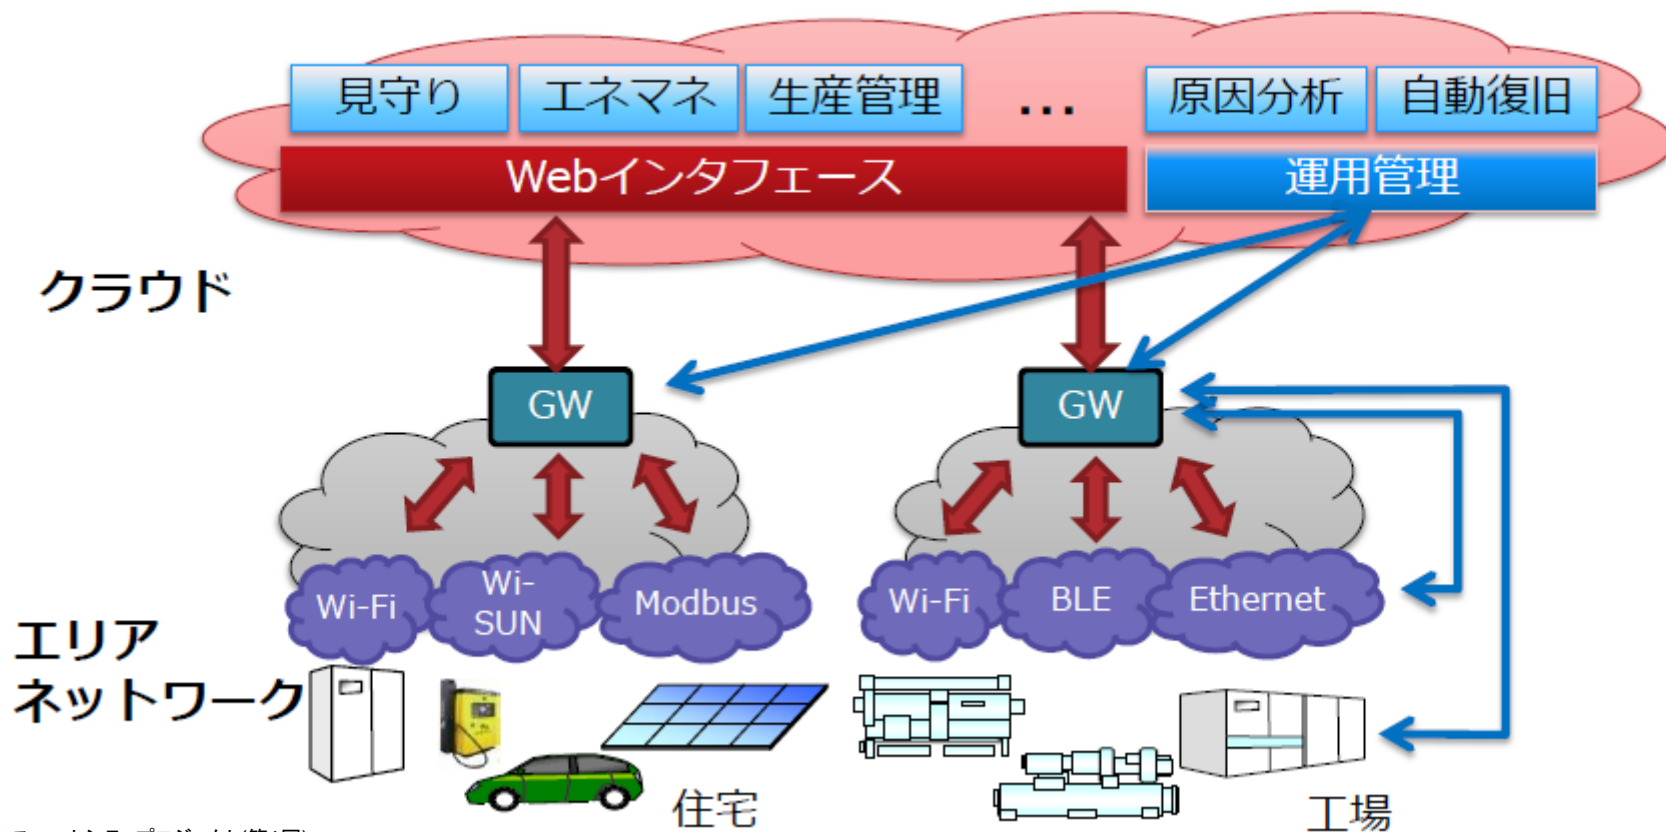 見守り
エネマネ
生産管理
...
原因分析
自動復旧
Webインタフェース
運用管理
クラウド
GW
GW
Wi-Fi
Wi-
SUN
Modbus
Wi-Fi
BLE
Ethernet
エリア
ネットワーク
住宅
工場